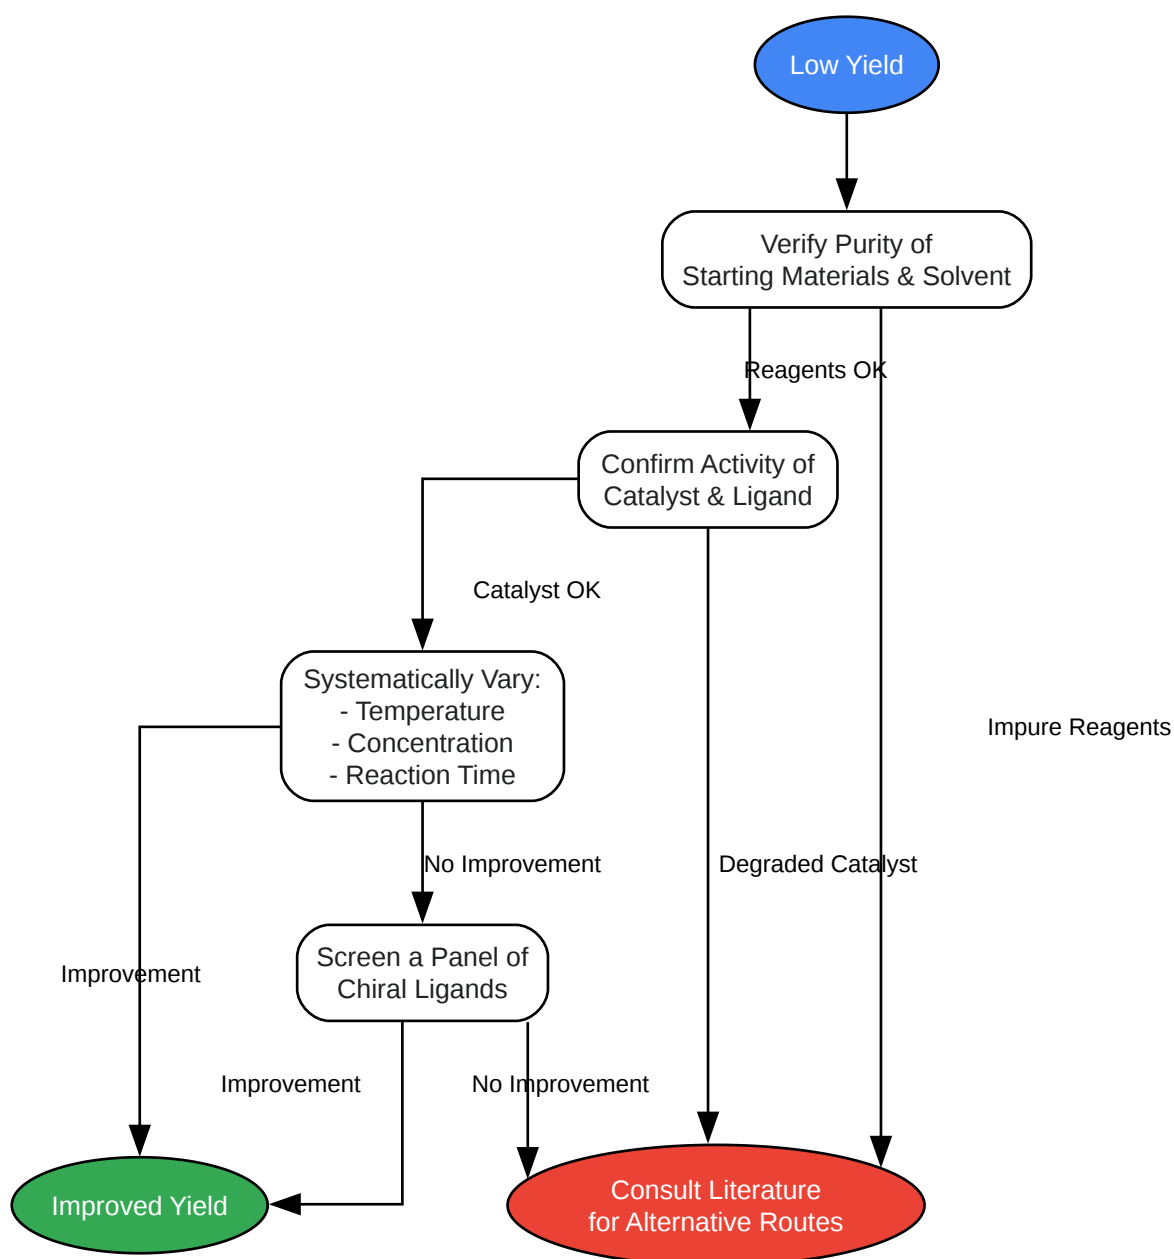 Low Yield
Verify Purity of
Starting Materials & Solvent
Reagents OK
Confirm Activity of
Catalyst & Ligand
Catalyst OK
Systematically Vary:
- Temperature
- Concentration
- Reaction Time
Impure Reagents
No Improvement
Degraded Catalyst
Screen a Panel of
Chiral Ligands
Improvement
Improvement
No Improvement
Improved Yield
Consult Literature
for Alternative Routes